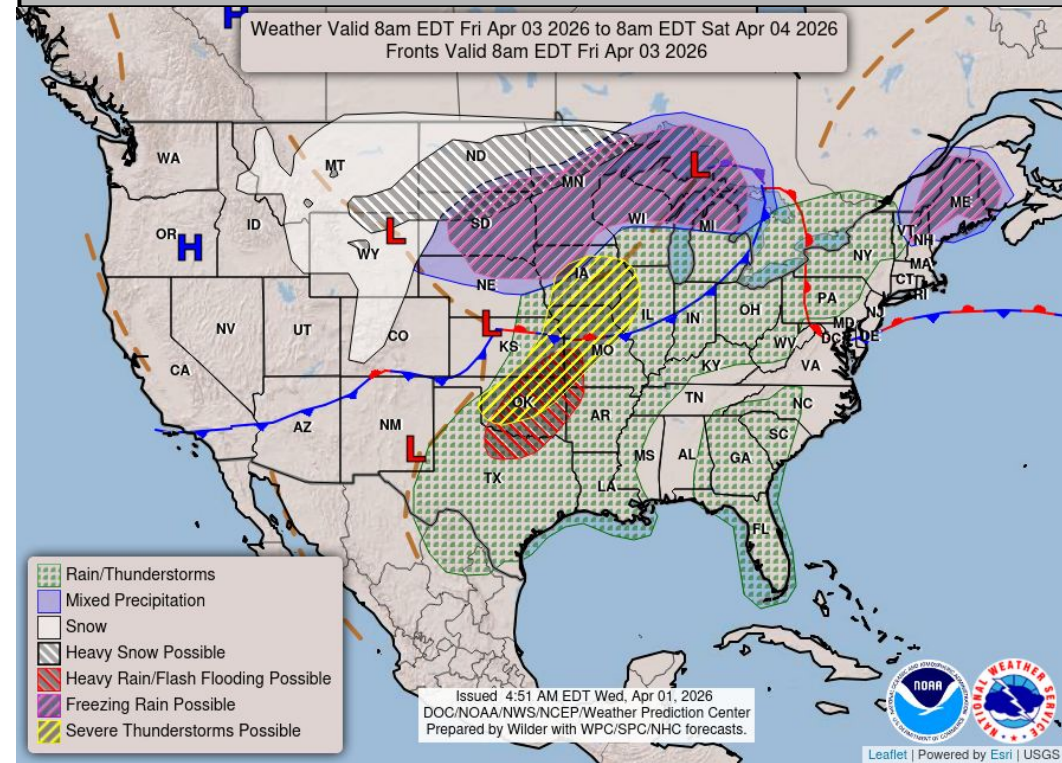 Weather Valid 8am EDT Fri Apr 03 2026 to 8am EDT Sat Apr 04 2026
Fronts Valid 8am EDT Fri Apr 03 2026
H
WA
MT
ND
MN
L
ME
OR
H
ID
WY
L
SD
WI
MI
VT
NH
NY
MA
CT
RI
NV
UT
CO
NE
IA
IL
IN
OH
PA
NJ
MD
DE
DC
WV
VA
CA
L
KS
MO
KY
AZ
NM
L
OK
AR
TN
NC
SC
TX
LA
MS
AL
GA
FL
Rain/Thunderstorms
Mixed Precipitation
Snow
Heavy Snow Possible
Heavy Rain/Flash Flooding Possible
Freezing Rain Possible
Severe Thunderstorms Possible
Issued 4:51 AM EDT Wed, Apr 01, 2026
DOC/NOAA/NWS/NCEP/Weather Prediction Center
Prepared by Wilder with WPC/SPC/NHC forecasts.
NOAA
NATIONAL WEATHER SERVICE
Leaflet | Powered by Esri | USGS